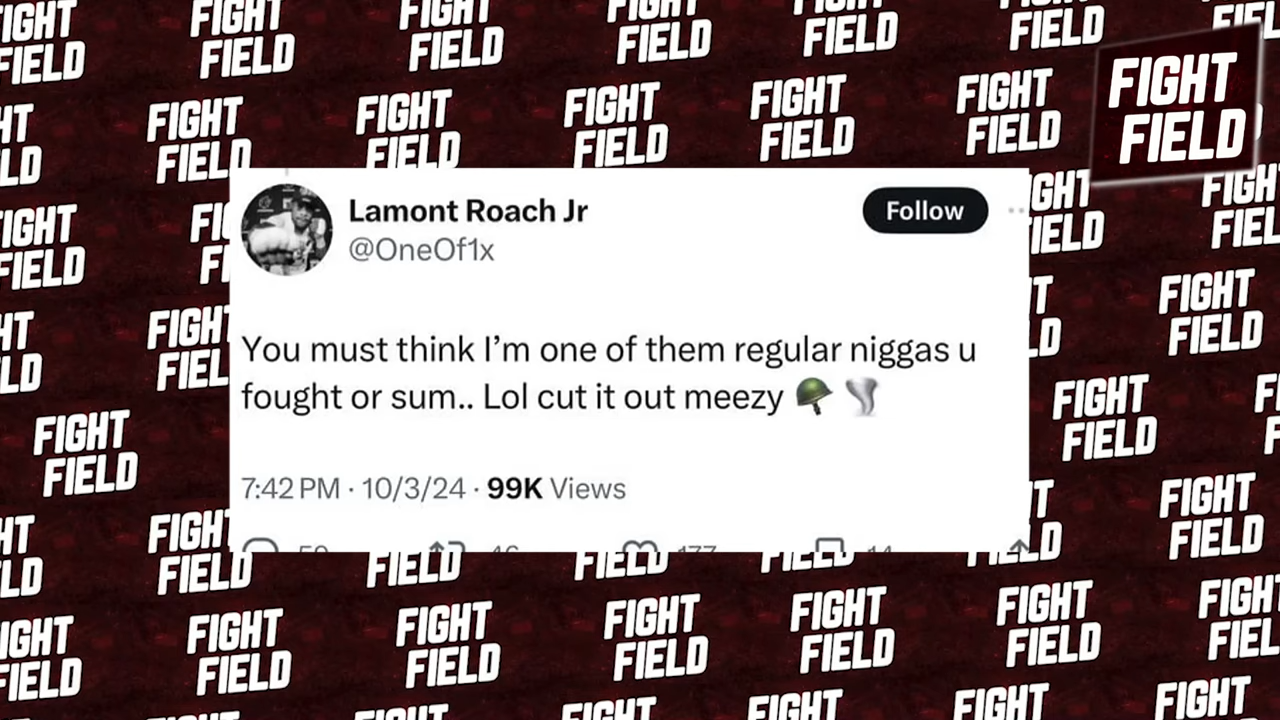 FIGHT
FIELD
Lamont Roach Jr
@OneOf1x
Follow
You must think I’m one of them regular niggas u
fought or sum.. Lol cut it out meezy 🪖🌪️
7:42 PM · 10/3/24 · 99K Views